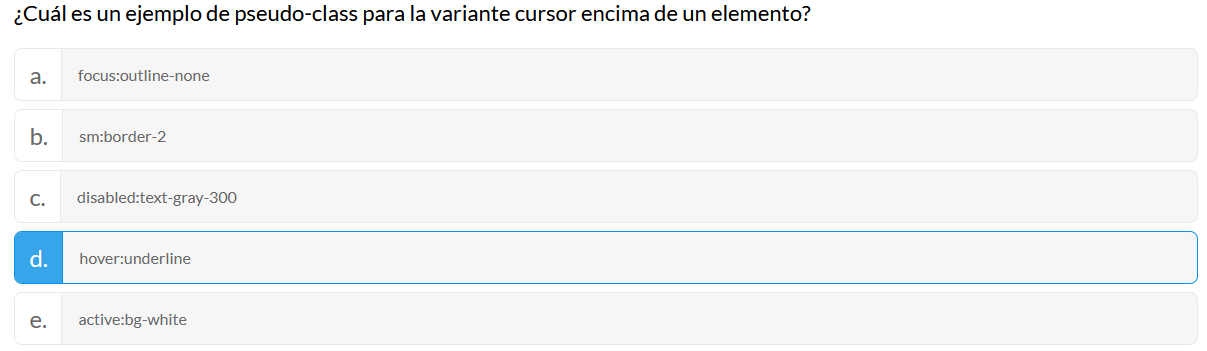 ¿Cuál es un ejemplo de pseudo-class para la variante cursor encima de un elemento?
a. focus:outline-none
b. sm:border-2
c. disabled:text-gray-300
d. hover:underline
e. active:bg-white